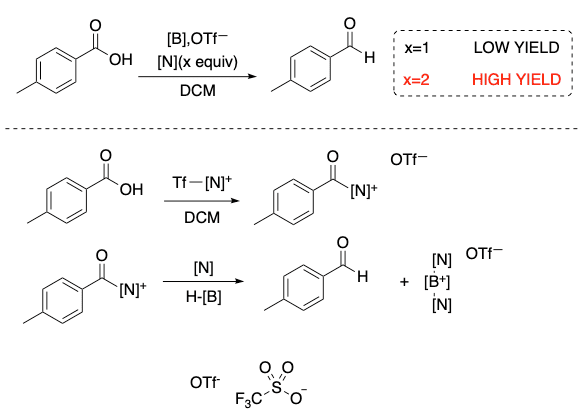 O
OH
[B],OTf−
[N](x equiv)
DCM
O
H
x=1 LOW YIELD
x=2 HIGH YIELD
O
OH
Tf—[N]+
DCM
O
[N]+
OTf−
O
[N]+
[N]
H-[B]
O
H
+
[N]
[B+]
[N]
OTf−
OTf-
O O
S
F3C O−